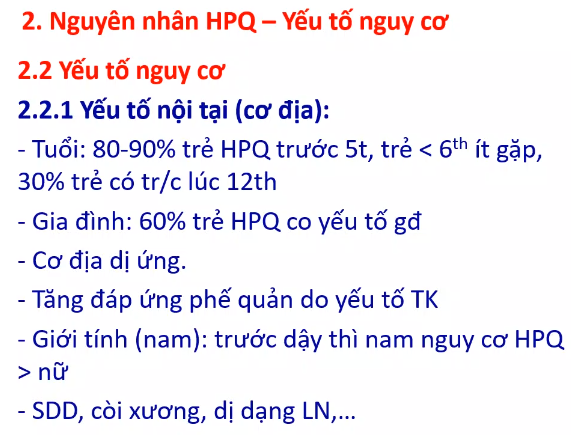 2. Nguyên nhân HPQ – Yếu tố nguy cơ
2.2 Yếu tố nguy cơ
2.2.1 Yếu tố nội tại (cơ địa):
- Tuổi: 80-90% trẻ HPQ trước 5t, trẻ < 6th ít gặp,
30% trẻ có tr/c lúc 12th
- Gia đình: 60% trẻ HPQ co yếu tố gđ
- Cơ địa dị ứng.
- Tăng đáp ứng phế quản do yếu tố TK
- Giới tính (nam): trước dậy thì nam nguy cơ HPQ
> nữ
- SDD, còi xương, dị dạng LN,...